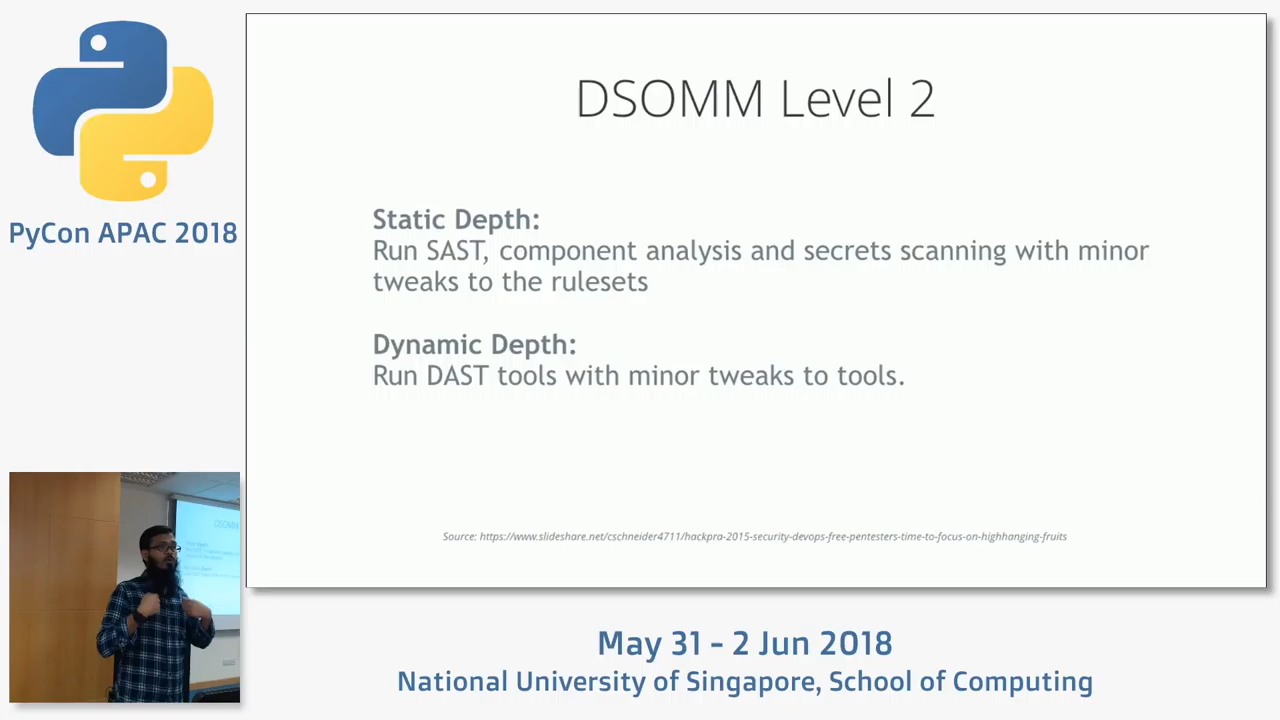 PyCon APAC 2018
DSOMM Level 2
Static Depth:
Run SAST, component analysis and secrets scanning with minor
tweaks to the rulesets
Dynamic Depth:
Run DAST tools with minor tweaks to tools.
Source: https://www.slideshare.net/cschneider4711/hackpra-2015-security-devops-free-pentesters-time-to-focus-on-highhanging-fruits
May 31 - 2 Jun 2018
National University of Singapore, School of Computing